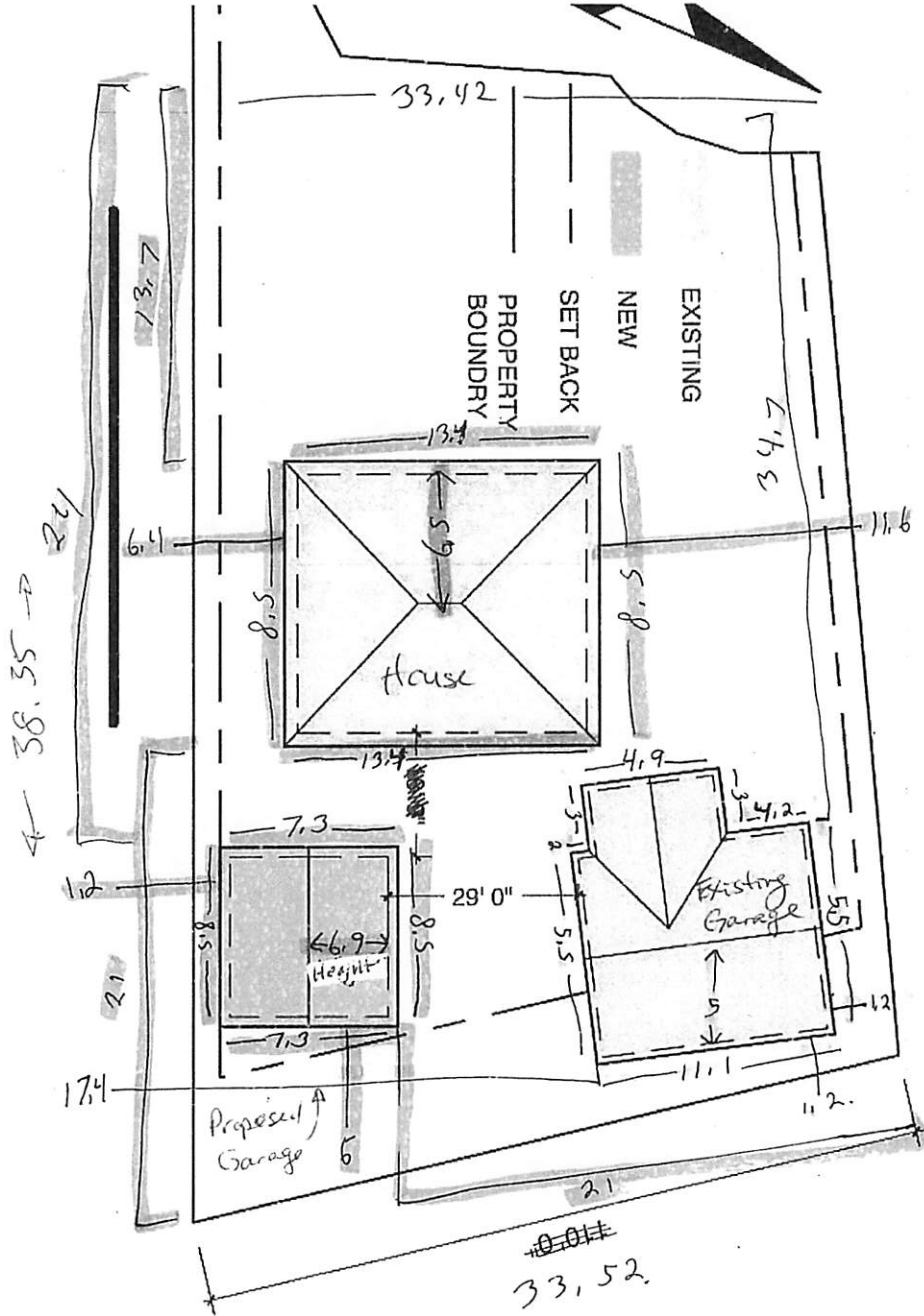 33,42
13,7
EXISTING
NEW
SET BACK
PROPERTY
BOUNDRY
34,7
13,4
6,5
6,4
11,6
24
8,5
8,5
← 38.35 →
House
13,4
4,9
3
3
4,2
7,3
2
1,2
29' 0"
Existing
Garage
5,5
5,5
8,5
8,5
6,9
Height
5
21
1,2
7,3
11,1
17,4
1,2.
Proposed
Garage
6
21
110'0"
33,52.